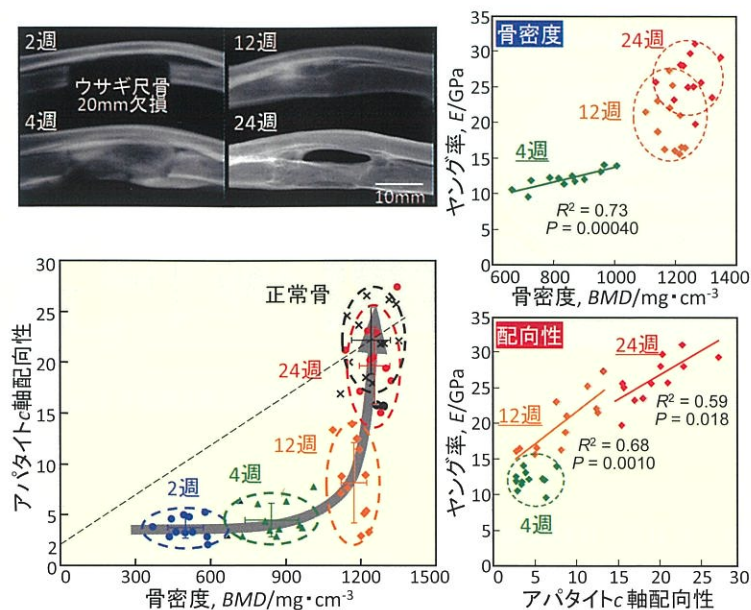 2週
12週
ウサギ尺骨
20mm欠損
4週
24週
10mm
骨密度
24週
12週
4週
R² = 0.73
P = 0.00040
ヤング率, E/GPa
35
30
25
20
15
10
5
0
600
800
1000
1200
1400
骨密度, BMD/mg・cm⁻³
正常骨
24週
12週
4週
2週
アパタイトc軸配向性
30
25
20
15
10
5
2
0
0
300
600
900
1200
1500
骨密度, BMD/mg・cm⁻³
配向性
24週
12週
R² = 0.59
P = 0.018
R² = 0.68
P = 0.0010
4週
ヤング率, E/GPa
35
30
25
20
15
10
5
0
0
5
10
15
20
25
30
アパタイトc 軸配向性